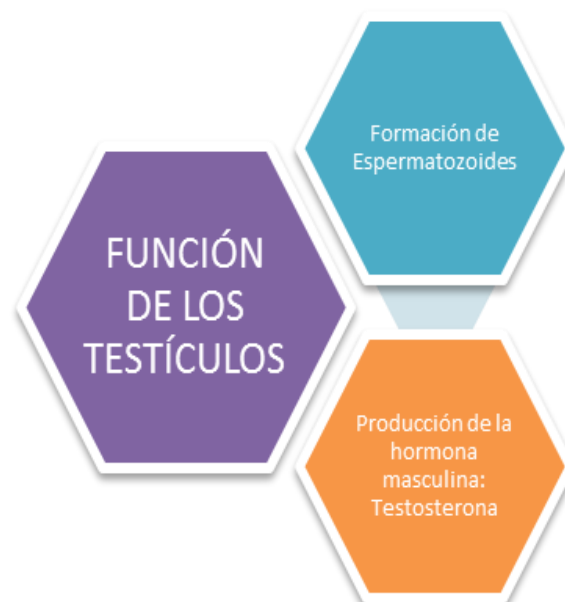 FUNCIÓN
DE LOS
TESTÍCULOS
Formación de
Espermatozoides
Producción de la
hormona
masculina:
Testosterona